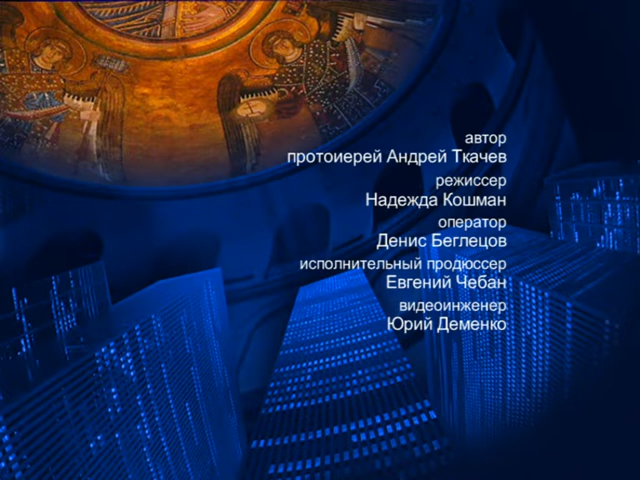 автор
протоиерей Андрей Ткачев
режиссер
Надежда Кошман
оператор
Денис Беглецов
исполнительный продюссер
Евгений Чебан
видеоинженер
Юрий Деменко